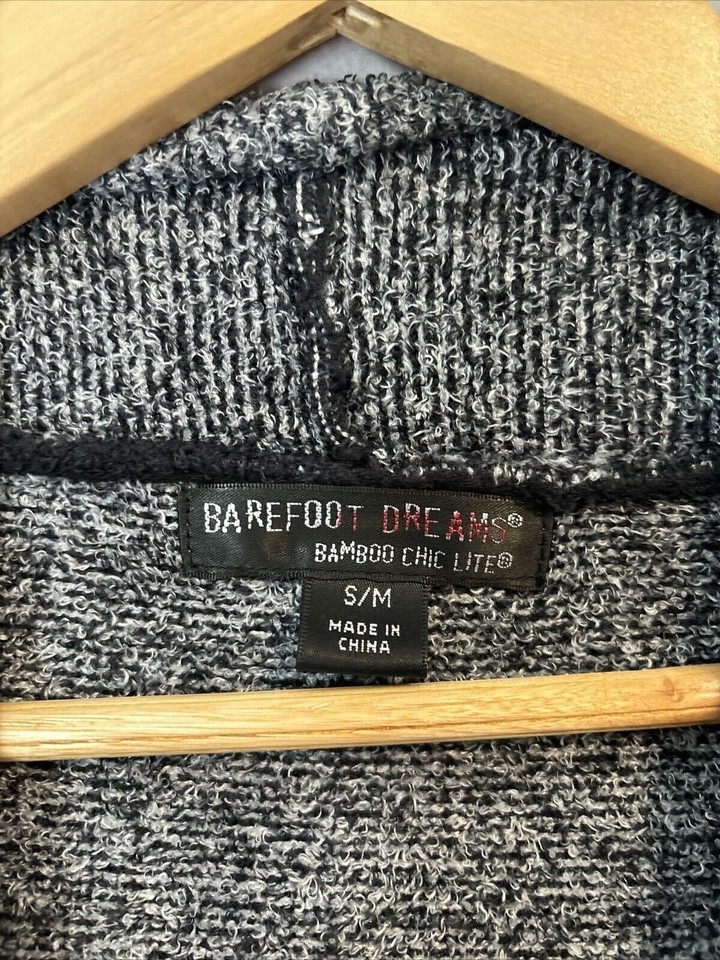 BAREFOOT DREAMS®
BAMBOO CHIC LITE®
S/M
MADE IN
CHINA